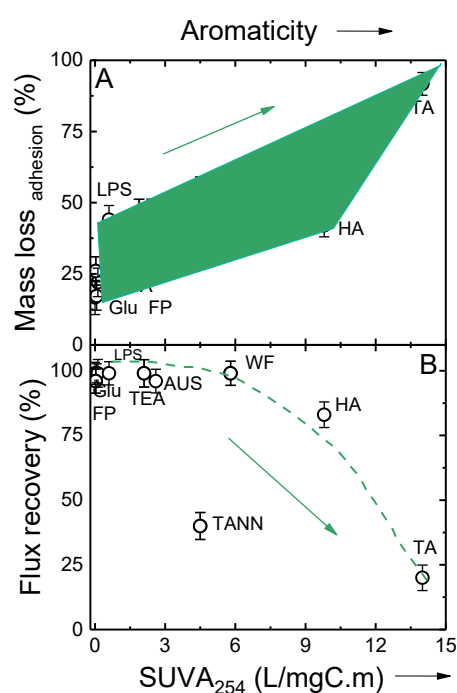 Aromaticity
Mass loss adhesion (%)
100
75
50
25
0
A
LPS
TA
HA
A
Glu FP
Flux recovery (%)
100
75
50
25
0
B
LPS
WF
Glu
TEA
AUS
FP
HA
TANN
TA
0
3
6
9
12
15
SUVA254 (L/mgC.m)